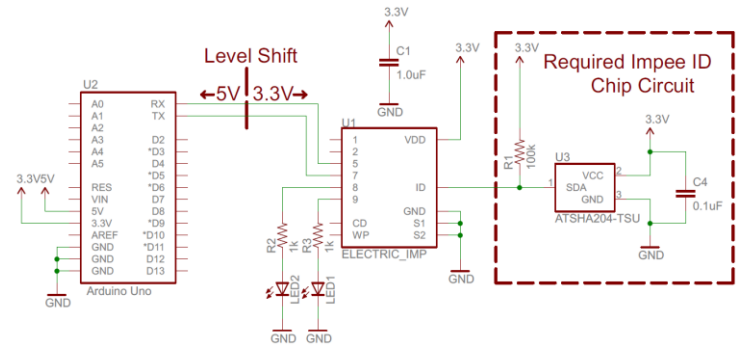 Level Shift
←5V 3.3V→
3.3V
C1
1.0uF
GND
3.3V
3.3V
Required Impee ID
Chip Circuit
R1
100k
3.3V
U3
VCC
SDA
GND
1
2
3
ATSHA204-TSU
C4
0.1uF
GND
U2
A0
A1
A2
A3
A4
A5
RES
VIN
5V
3.3V
AREF
GND
GND
GND
RX
TX
D2
*D3
D4
*D5
*D6
D7
D8
*D9
*D10
*D11
D12
D13
Arduino Uno
3.3V
5V
GND
U1
1
2
5
7
8
9
CD
WP
VDD
ID
GND
S1
S2
ELECTRIC_IMP
GND
R2
1k
R3
1k
LED2
LED1
GND
GND